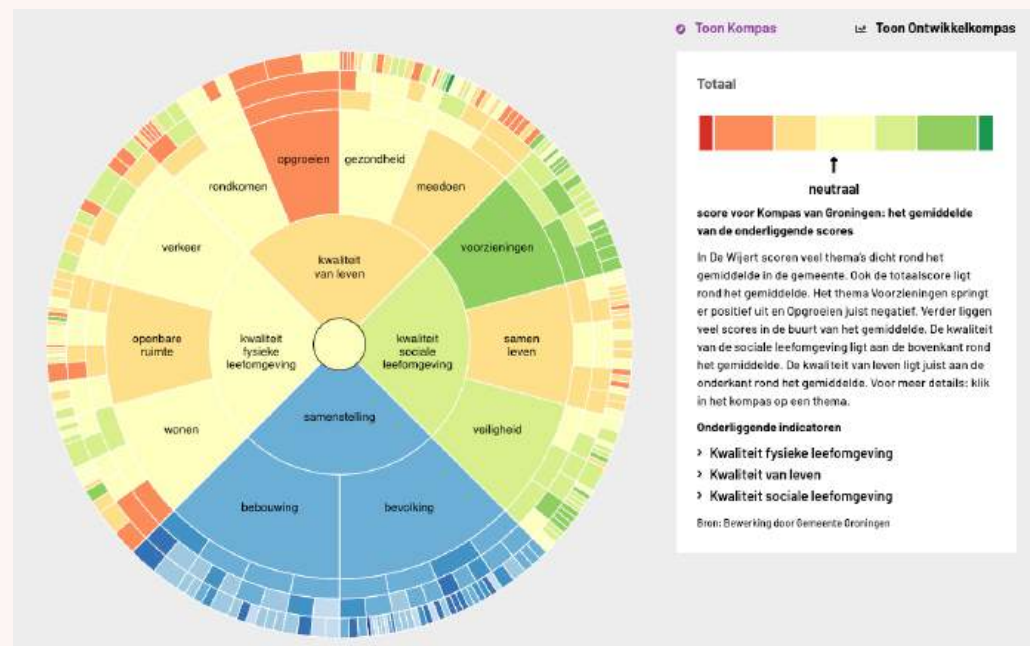 Toon Kompas
Toon Ontwikkelkompas
Totaal
neutraal
score voor Kompas van Groningen: het gemiddelde
van de onderliggende scores
In De Wijert scoren veel thema's dicht rond het
gemiddelde in de gemeente. Ook de totaalscore ligt
rond het gemiddelde. Het thema Voorzieningen springt
er positief uit en Opgroeien juist negatief. Verder liggen
veel scores in de buurt van het gemiddelde. De kwaliteit
van de sociale leefomgeving ligt aan de bovenkant rond
het gemiddelde. De kwaliteit van leven ligt juist aan de
onderkant rond het gemiddelde. Voor meer details: klik
in het kompas op een thema.
Onderliggende indicatoren
Kwaliteit fysieke leefomgeving
Kwaliteit van leven
Kwaliteit sociale leefomgeving
Bron: Bewerking door Gemeente Groningen
opgroeien
gezondheid
rondkomen
meedoen
verkeer
voorzieningen
kwaliteit
van leven
openbare
ruimte
kwaliteit
fysieke
leefomgeving
kwaliteit
sociale
leefomgeving
samen
leven
wonen
samenstelling
veiligheid
bebouwing
bevolking